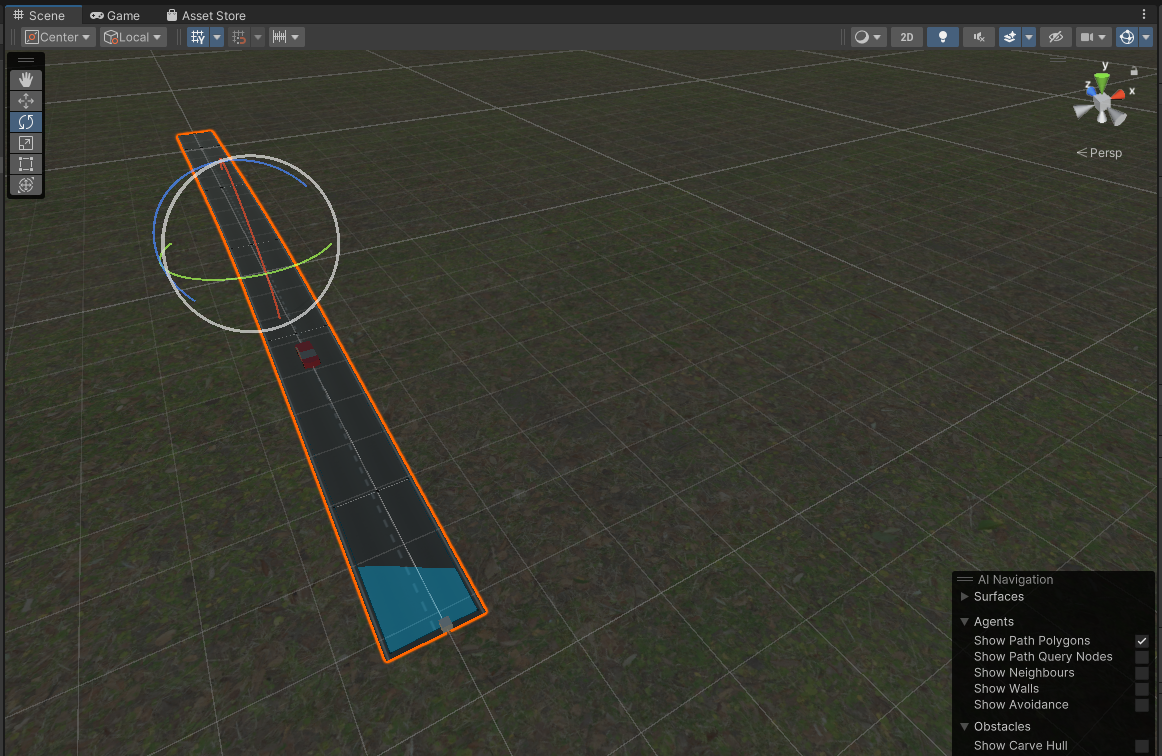 Scene Game Asset Store
Center Local 2D
y
z x
Persp
AI Navigation
Surfaces
Agents
Show Path Polygons
Show Path Query Nodes
Show Neighbours
Show Walls
Show Avoidance
Obstacles
Show Carve Hull